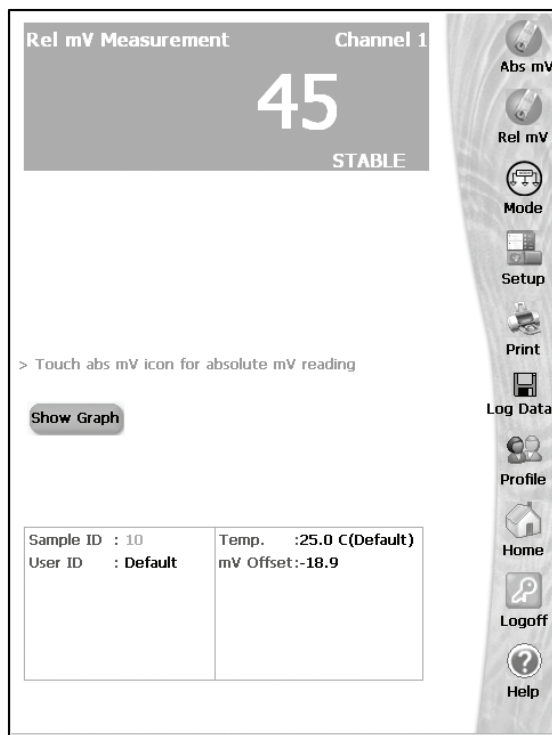 Rel mV Measurement Channel 1
45
STABLE
> Touch abs mV icon for absolute mV reading
Show Graph
Sample ID : 10
User ID : Default
Temp. :25.0 C(Default)
mV Offset:-18.9
Abs mV
Rel mV
Mode
Setup
Print
Log Data
Profile
Home
Logoff
Help